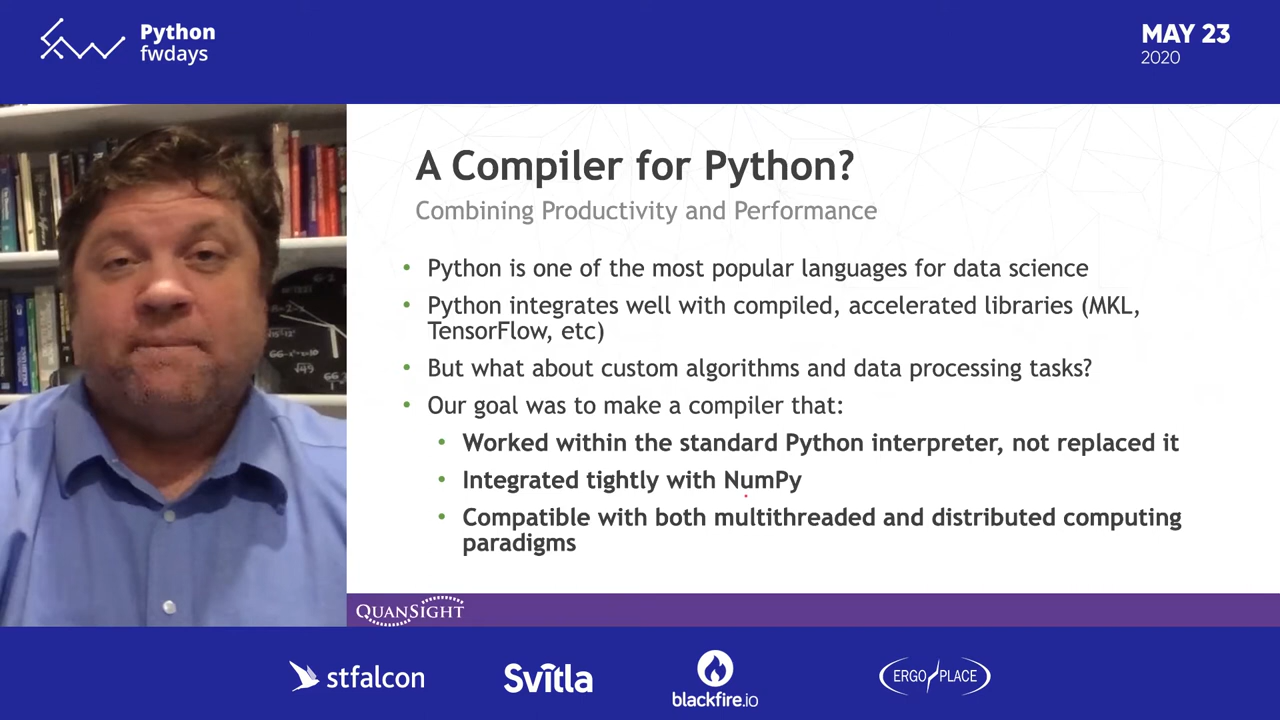 Python
fwdays
MAY 23
2020
A Compiler for Python?
Combining Productivity and Performance
• Python is one of the most popular languages for data science
• Python integrates well with compiled, accelerated libraries (MKL,
TensorFlow, etc)
• But what about custom algorithms and data processing tasks?
• Our goal was to make a compiler that:
• Worked within the standard Python interpreter, not replaced it
• Integrated tightly with NumPy
• Compatible with both multithreaded and distributed computing
paradigms
QUANSIGHT
stfalcon
Svitla
blackfire.io
ERGO PLACE